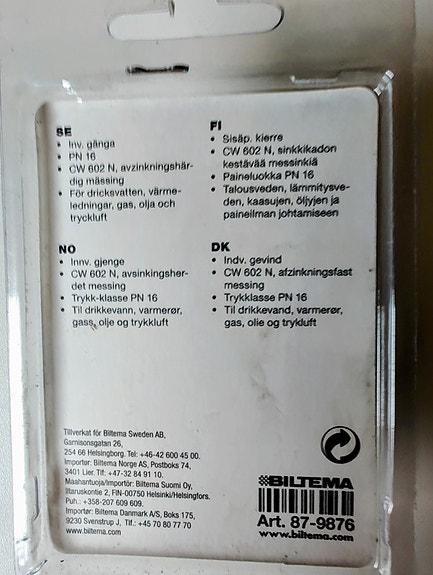 SE
• Inv. gänga
• PN 16
• CW 602 N, avzinkningshär-
dig mässing
• För dricksvatten, värme-
ledningar, gas, olja och
tryckluft
FI
• Sisäp. kierre
• CW 602 N, sinkkikadon
kestävää messinkiä
• Paineluokka PN 16
• Talousveden, lämmitysve-
den, kaasujen, öljyjen ja
paineilman johtamiseen
NO
• Innv. gjenge
• CW 602 N, avsinkingsher-
det messing
• Trykk-klasse PN 16
• Til drikkevann, varmerør,
gass, olje og trykkluft
DK
• Indv. gevind
• CW 602 N, afzinkningsfast
messing
• Trykklasse PN 16
• Til drikkevand, varmerør,
gas, olie og trykluft
Tillverkat för Biltema Sweden AB,
Garnisonsgatan 26,
254 66 Helsingborg. Tel: +46-42 600 45 00.
Importør: Biltema Norge AS, Postboks 74,
3401 Lier. Tlf: +47-32 84 91 10.
Maahantuoja/Importör: Biltema Suomi Oy,
Iltaruskontie 2, FIN-00750 Helsinki/Helsingfors.
Puh.: +358-207 609 609.
Importør: Biltema Danmark A/S, Boks 175,
9230 Svenstrup J, Tlf: +45 70 80 77 70
www.biltema.com
BILTEMA
Art. 87-9876
www.biltema.com